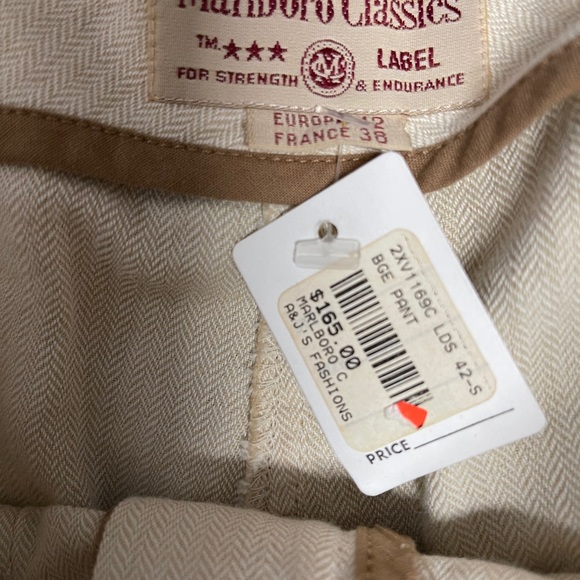 Marlboro Classics
TM. ★★★ M LABEL
FOR STRENGTH & ENDURANCE
EUROPA 42
FRANCE 38
2XV1169C LDS 42-S
BGE PANT
$165.00
MARLBORO C
A&J'S FASHIONS
PRICE